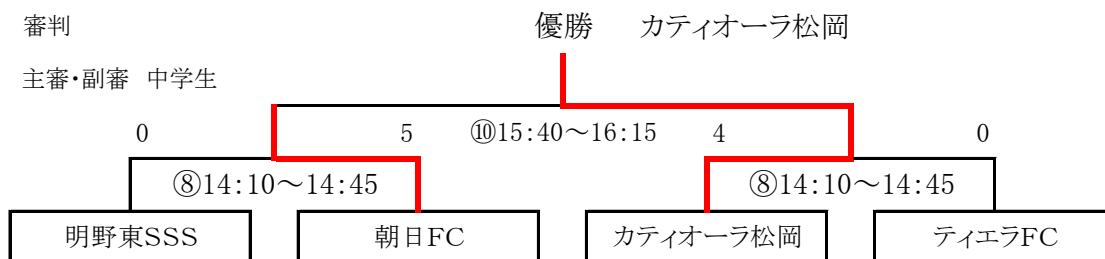 審判
優勝 カティオーラ松岡
主審・副審 中学生
0 5 ⑩15:40～16:15 4 0
⑧14:10～14:45 ⑧14:10～14:45
明野東SSS 朝日FC カティオーラ松岡 ティエラFC